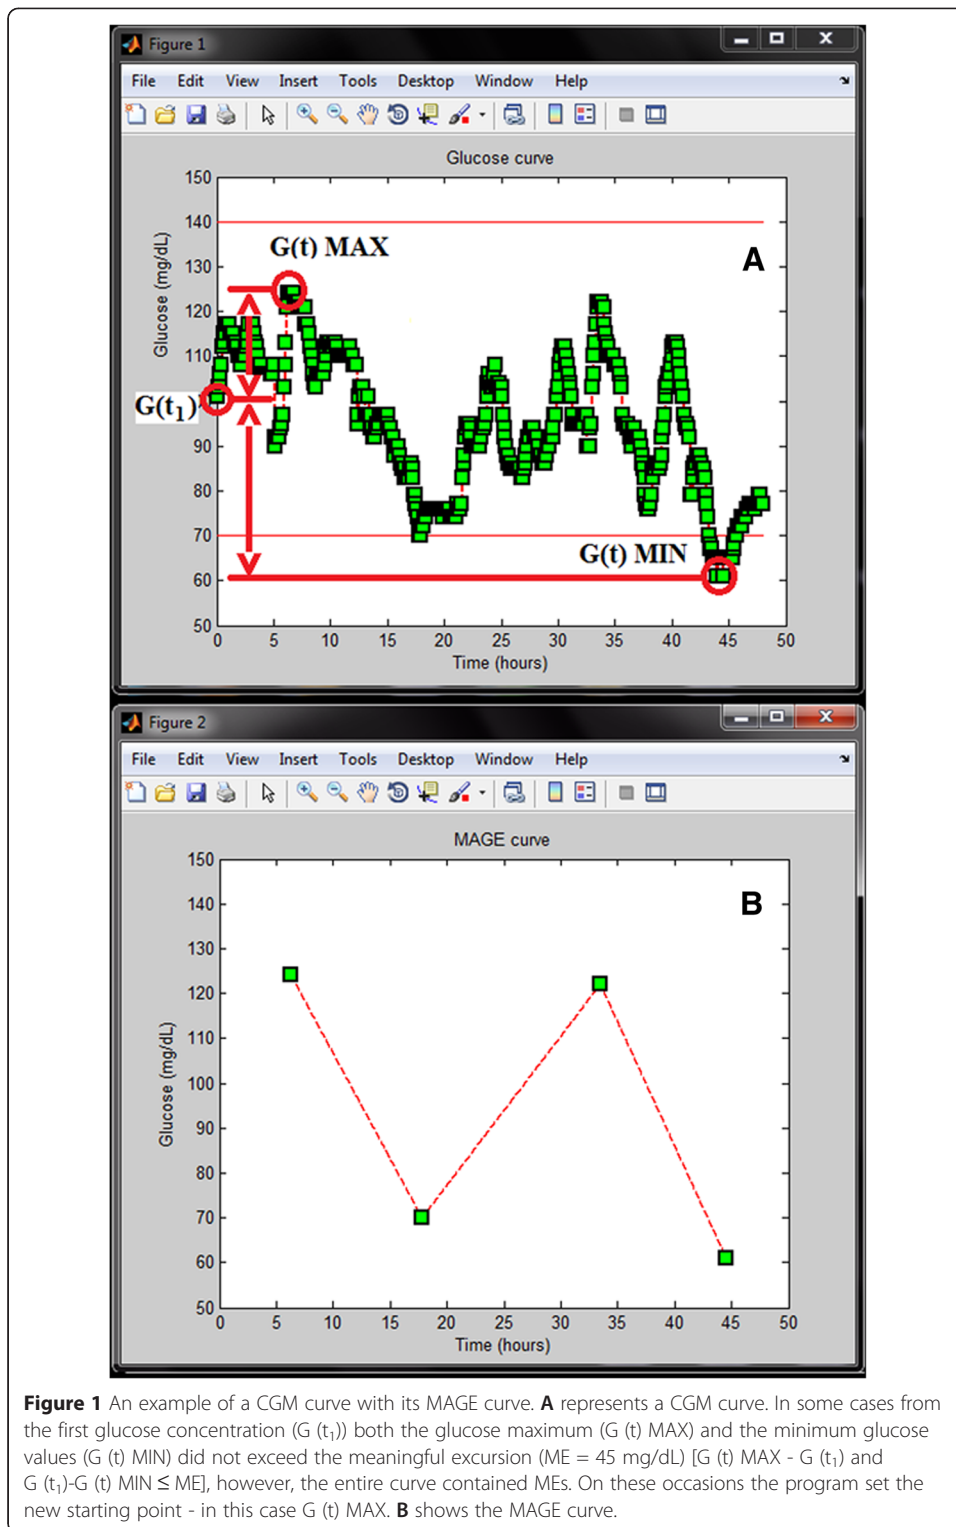 Figure 1
File Edit View Insert Tools Desktop Window Help
Glucose curve
A
G(t) MAX
G(t₁)
G(t) MIN
Glucose (mg/dL)
150
140
130
120
110
90
80
70
60
50
0 5 10 15 20 25 30 35 40 45 50
Time (hours)
Figure 2
File Edit View Insert Tools Desktop Window Help
MAGE curve
B
Glucose (mg/dL)
150
140
130
120
110
100
90
80
70
60
50
0 5 10 15 20 25 30 35 40 45 50
Time (hours)
Figure 1 An example of a CGM curve with its MAGE curve. A represents a CGM curve. In some cases from
the first glucose concentration (G (t₁)) both the glucose maximum (G (t) MAX) and the minimum glucose
values (G (t) MIN) did not exceed the meaningful excursion (ME = 45 mg/dL) [G (t) MAX - G (t₁) and
G (t₁)-G (t) MIN ≤ ME], however, the entire curve contained MEs. On these occasions the program set the
new starting point - in this case G (t) MAX. B shows the MAGE curve.